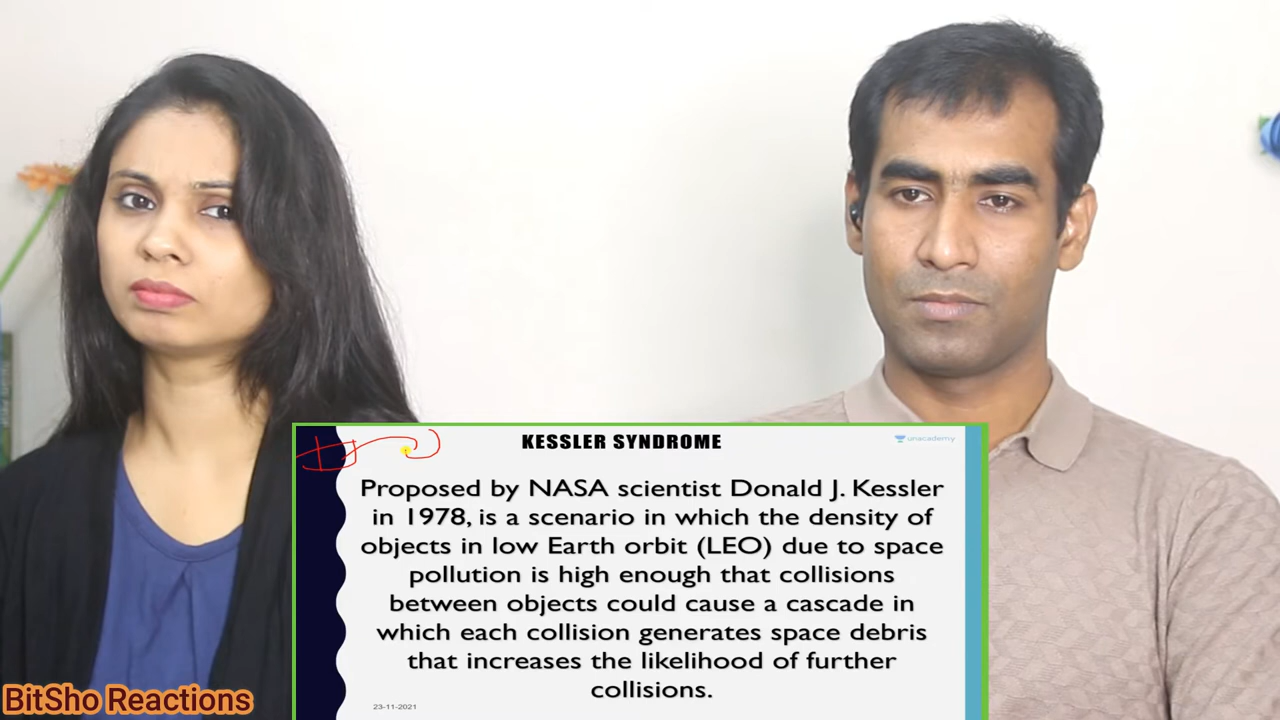 KESSLER SYNDROME
unacademy
Proposed by NASA scientist Donald J. Kessler
in 1978, is a scenario in which the density of
objects in low Earth orbit (LEO) due to space
pollution is high enough that collisions
between objects could cause a cascade in
which each collision generates space debris
that increases the likelihood of further
collisions.
23-11-2021
BitSho Reactions